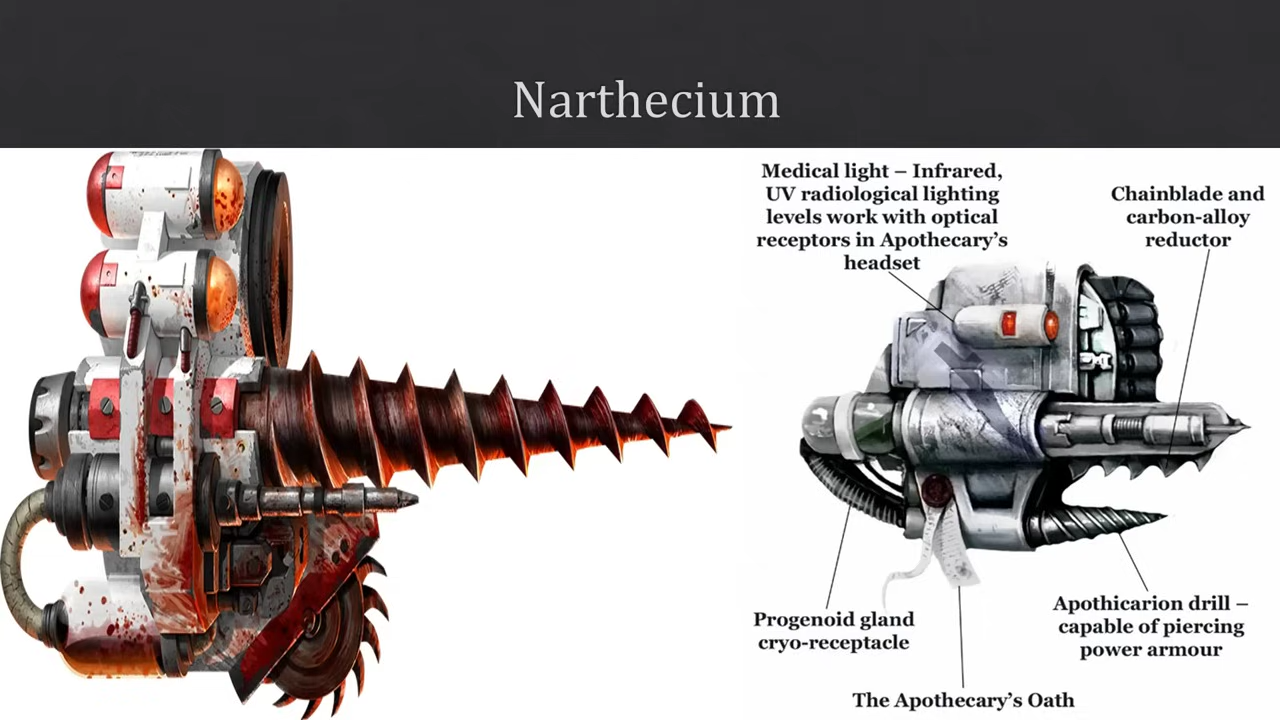 Narthecium
Medical light – Infrared,
UV radiological lighting
levels work with optical
receptors in Apothecary’s
headset
Chainblade and
carbon-alloy
reductor
Progenoid gland
cryo-receptacle
Apothicarion drill –
capable of piercing
power armour
The Apothecary’s Oath